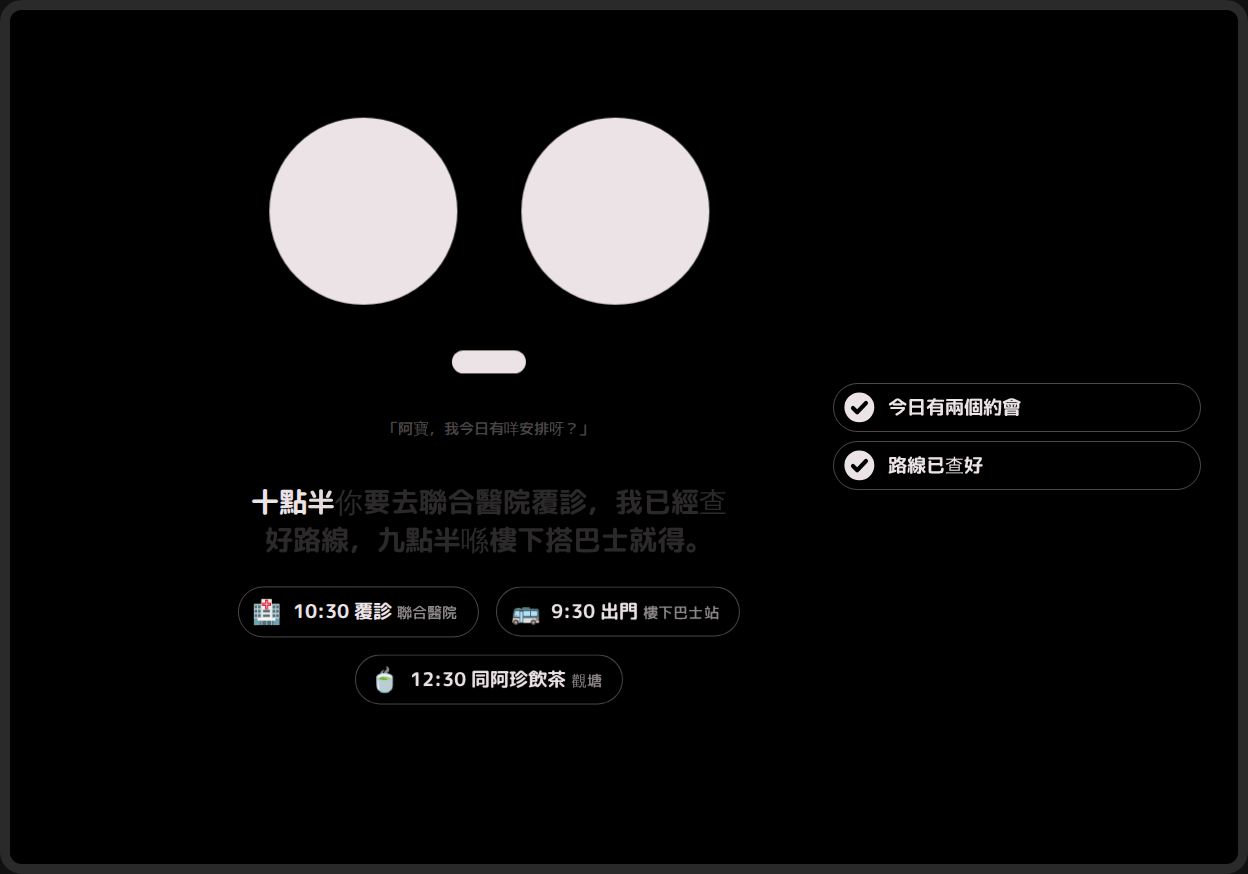 「阿寶，我今日有咩安排呀？」
十點半你要去聯合醫院覆診，我已經查
好路線，九點半喺樓下搭巴士就得。
10:30 覆診 聯合醫院
9:30 出門 樓下巴士站
12:30 同阿珍飲茶 觀塘
今日有兩個約會
路線已查好